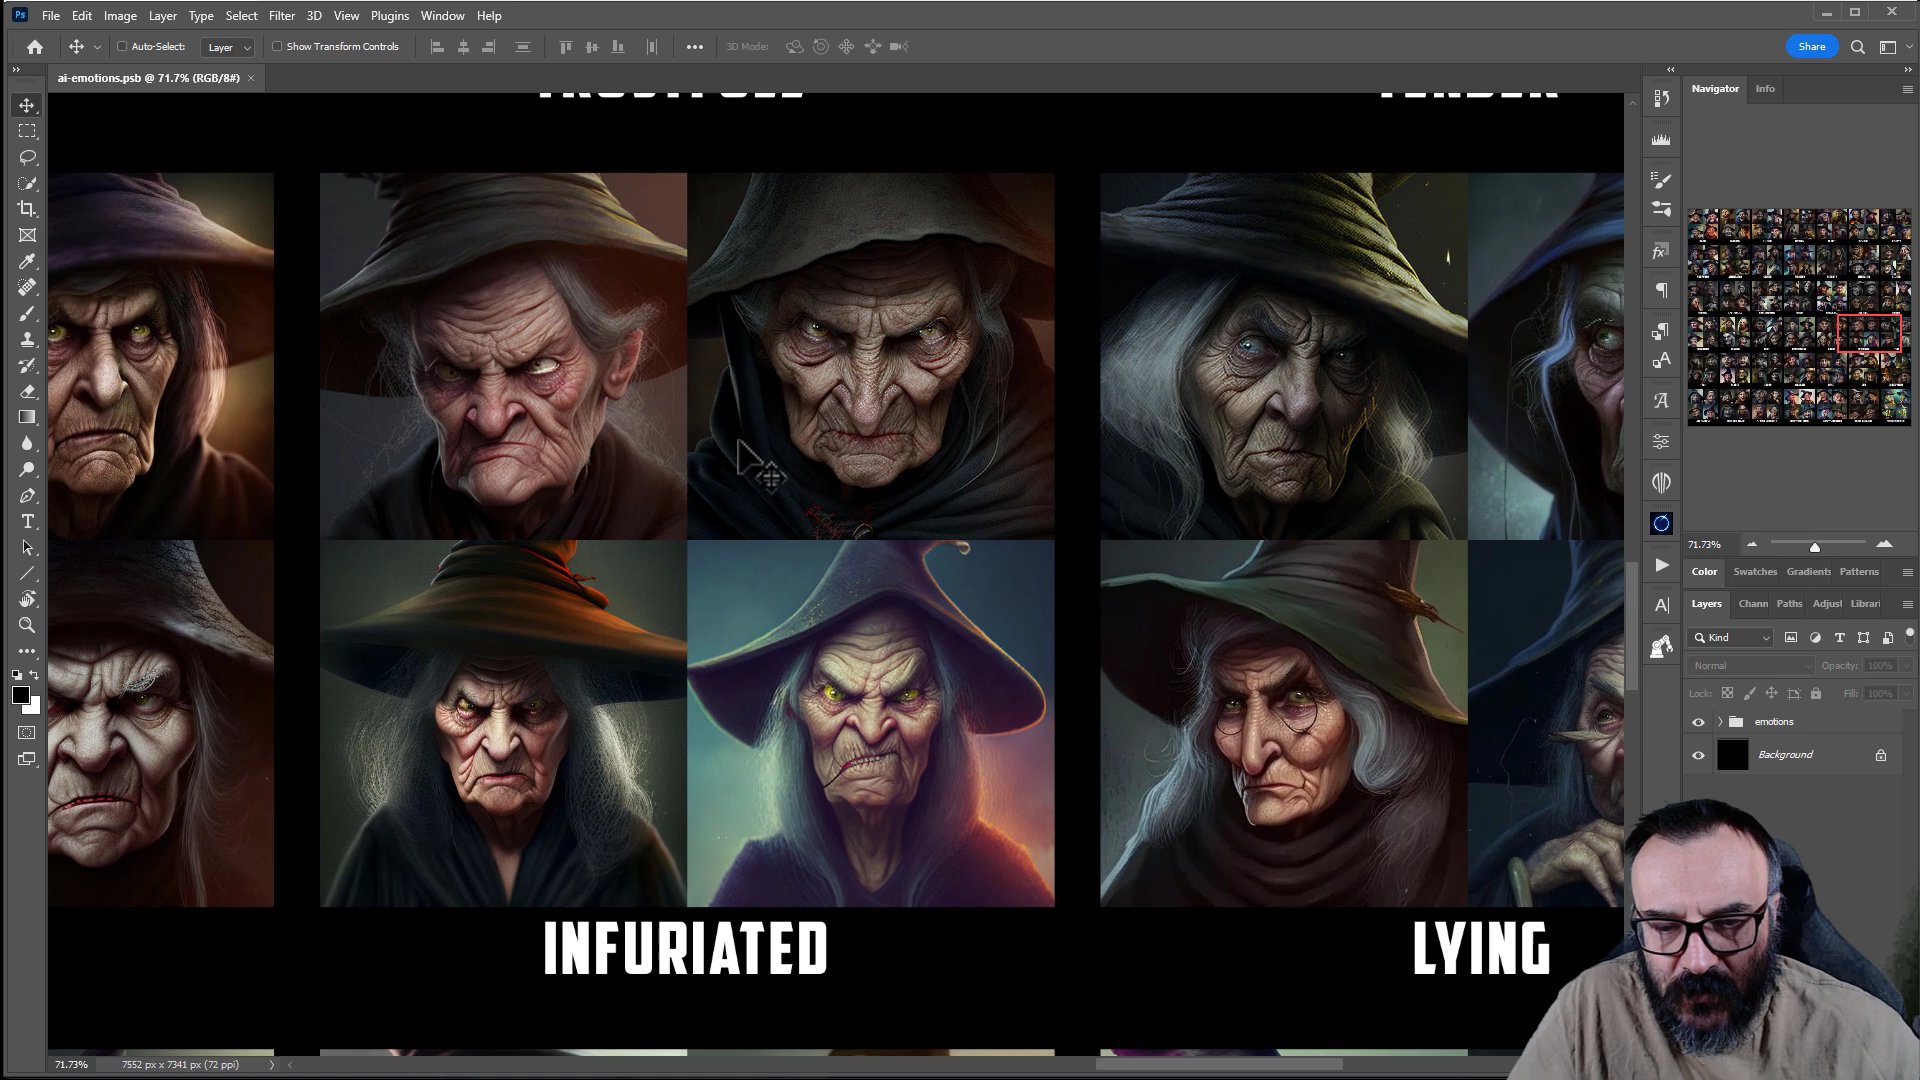 Ps File Edit Image Layer Type Select Filter 3D View Plugins Window Help
Auto-Select: Layer Show Transform Controls 3D Mode: Share
ai-emotions.psb @ 71.7% (RGB/8#) ×
Navigator Info
TENDER
71.73%
Color Swatches Gradients Patterns
Layers Chann Paths Adjust Librari
Kind
Normal Opacity: 100%
Lock: Fill: 100%
emotions
Background
INFURIATED LYING
71.73% 7552 px x 7341 px (72 ppi)